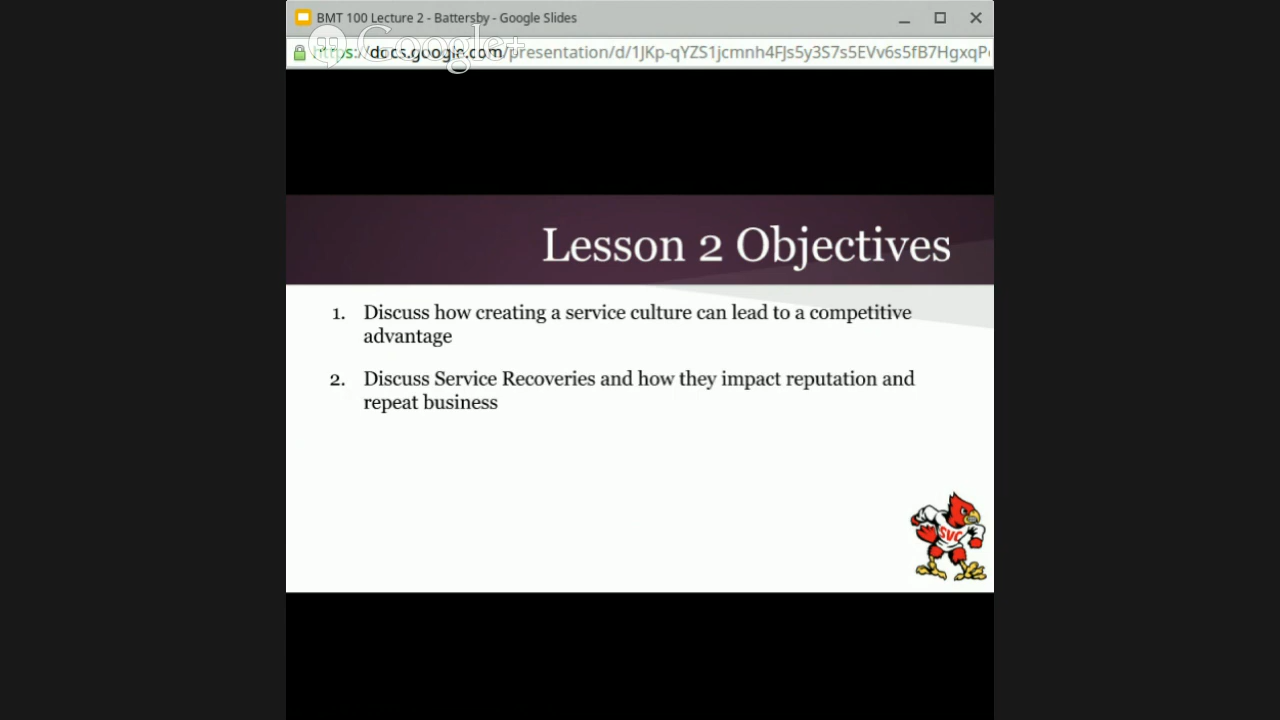 BMT 100 Lecture 2 - Battersby - Google Slides
Google+
https://docs.google.com/presentation/d/1JKp-qYZS1jcmnh4FJs5y3S7s5EVv6s5fB7HgxqP
Lesson 2 Objectives
1. Discuss how creating a service culture can lead to a competitive
advantage
2. Discuss Service Recoveries and how they impact reputation and
repeat business
SVC